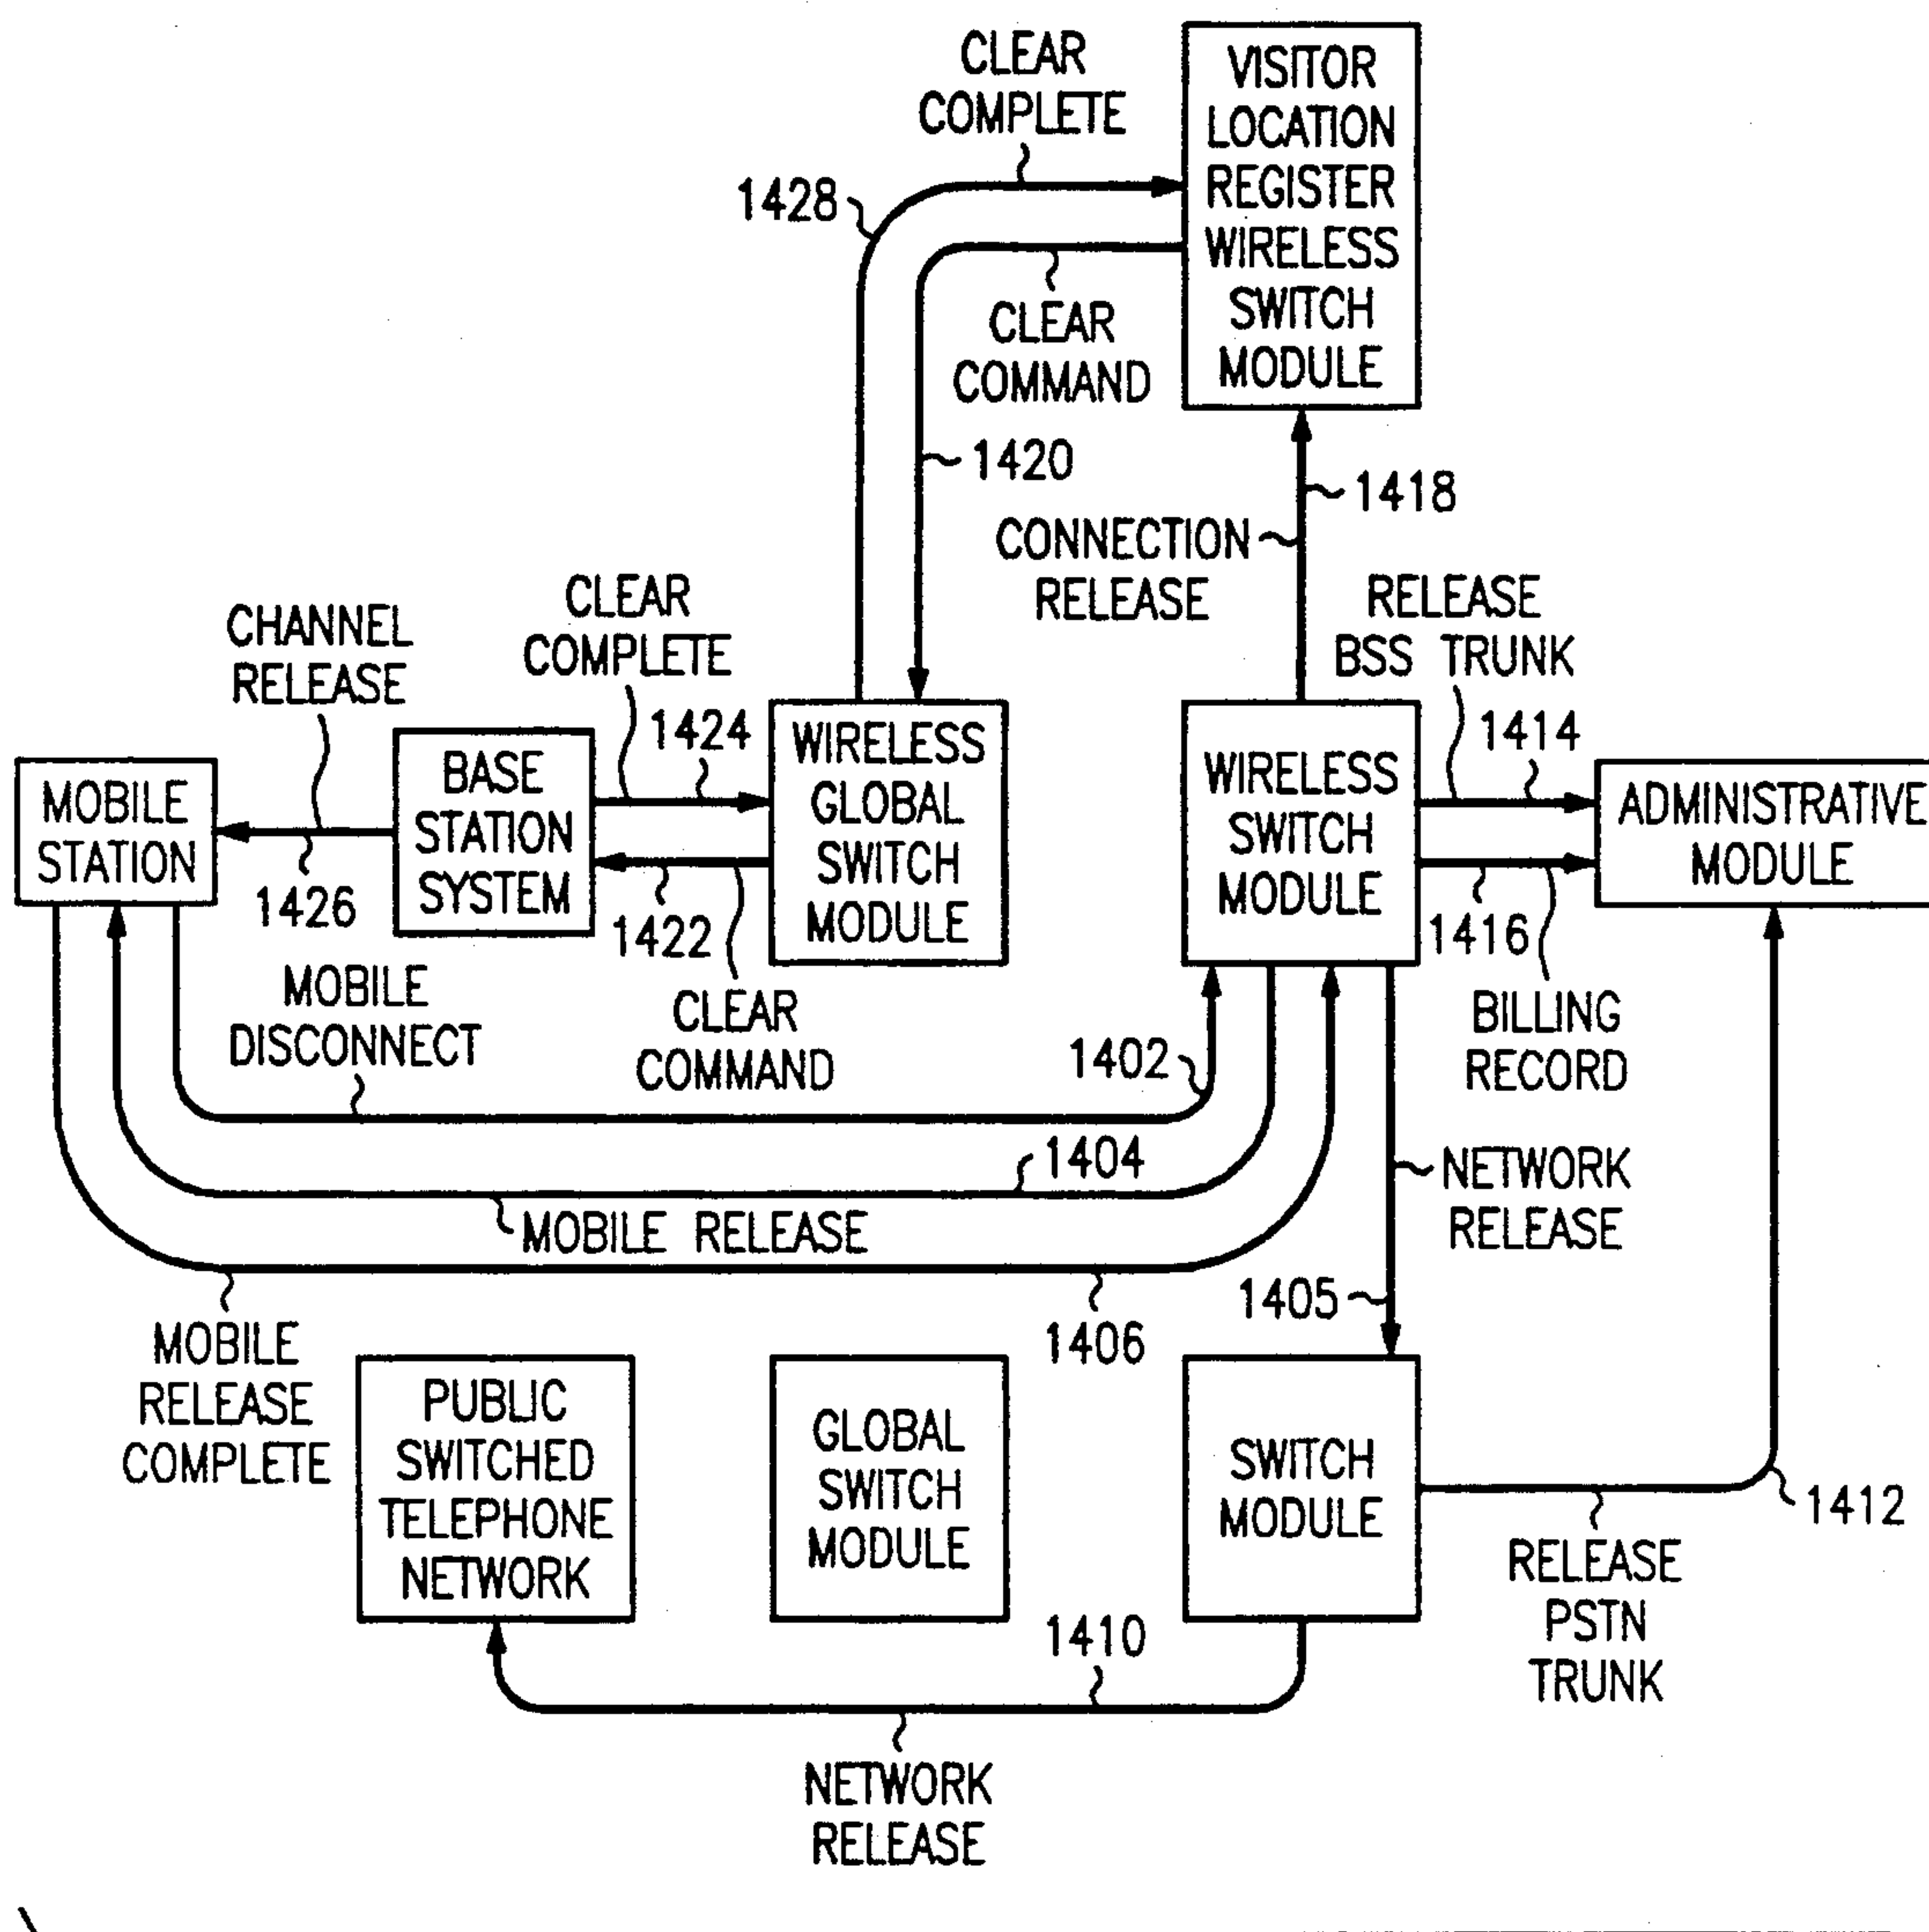 CLEAR
COMPLETE
VISITOR
LOCATION
REGISTER
WIRELESS
SWITCH
MODULE
1428
CLEAR
COMMAND
1420
1418
CONNECTION
RELEASE
CHANNEL
RELEASE
CLEAR
COMPLETE
1424
RELEASE
BSS TRUNK
1414
MOBILE
STATION
1426
BASE
STATION
SYSTEM
1422
WIRELESS
GLOBAL
SWITCH
MODULE
WIRELESS
SWITCH
MODULE
1416
ADMINISTRATIVE
MODULE
MOBILE
DISCONNECT
CLEAR
COMMAND
1402
BILLING
RECORD
1404
MOBILE RELEASE
NETWORK
RELEASE
1405
1406
MOBILE
RELEASE
COMPLETE
PUBLIC
SWITCHED
TELEPHONE
NETWORK
GLOBAL
SWITCH
MODULE
SWITCH
MODULE
1412
RELEASE
PSTN
TRUNK
1410
NETWORK
RELEASE